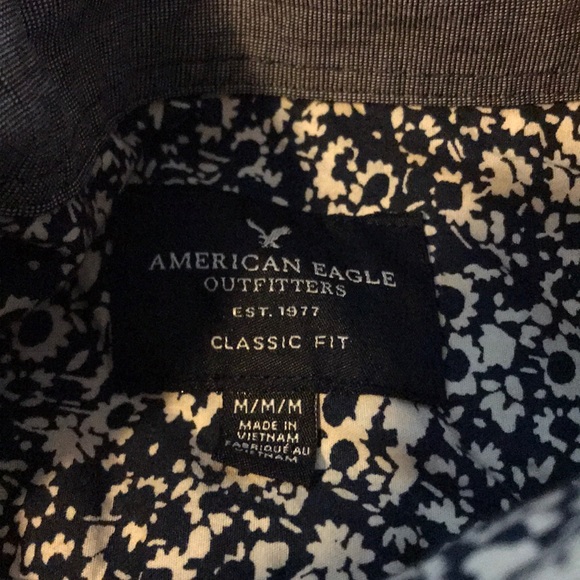 AMERICAN EAGLE
OUTFITTERS
EST. 1977
CLASSIC FIT
M/M/M
MADE IN
VIETNAM
FABRIQUÉ AU
VIETNAM